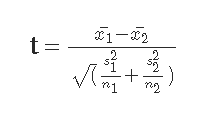 t = (x̄₁ − x̄₂) / √( s₁²/n₁ + s₂²/n₂ )